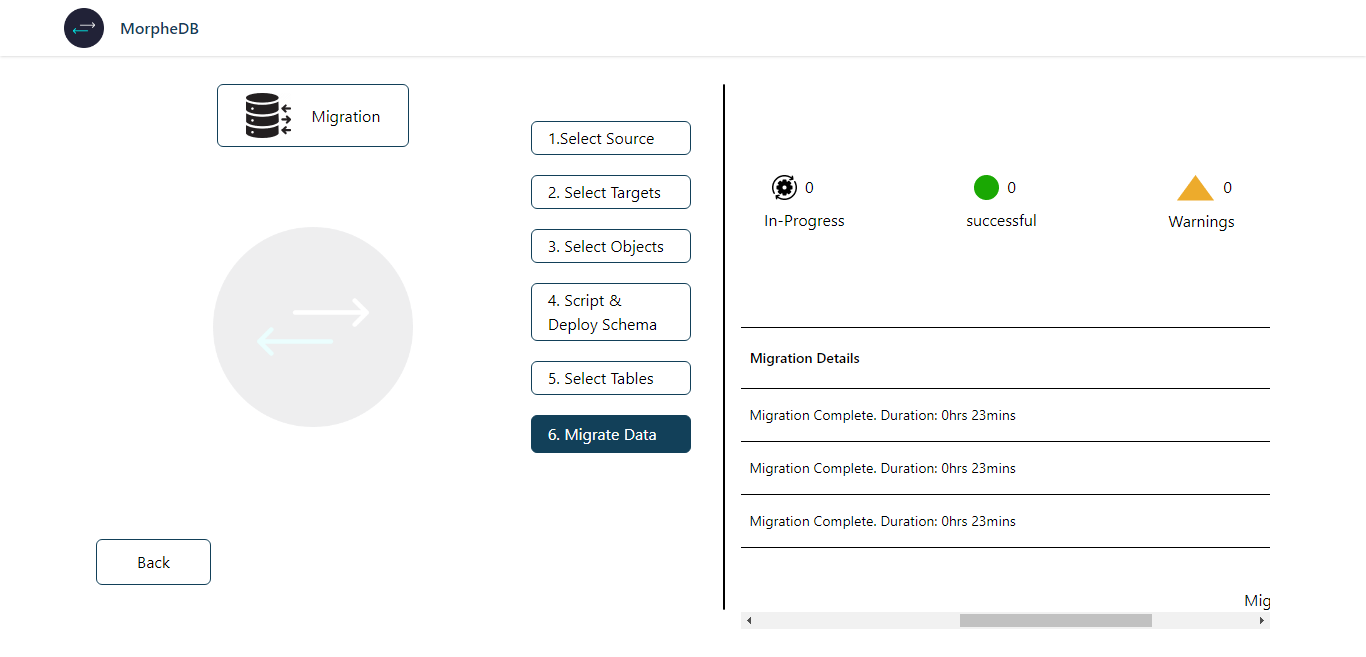 MorpheDB
Migration
1.Select Source
2. Select Targets
3. Select Objects
4. Script &
Deploy Schema
5. Select Tables
6. Migrate Data
Back
0
In-Progress
0
successful
0
Warnings
Migration Details
Migration Complete. Duration: 0hrs 23mins
Migration Complete. Duration: 0hrs 23mins
Migration Complete. Duration: 0hrs 23mins
Mig